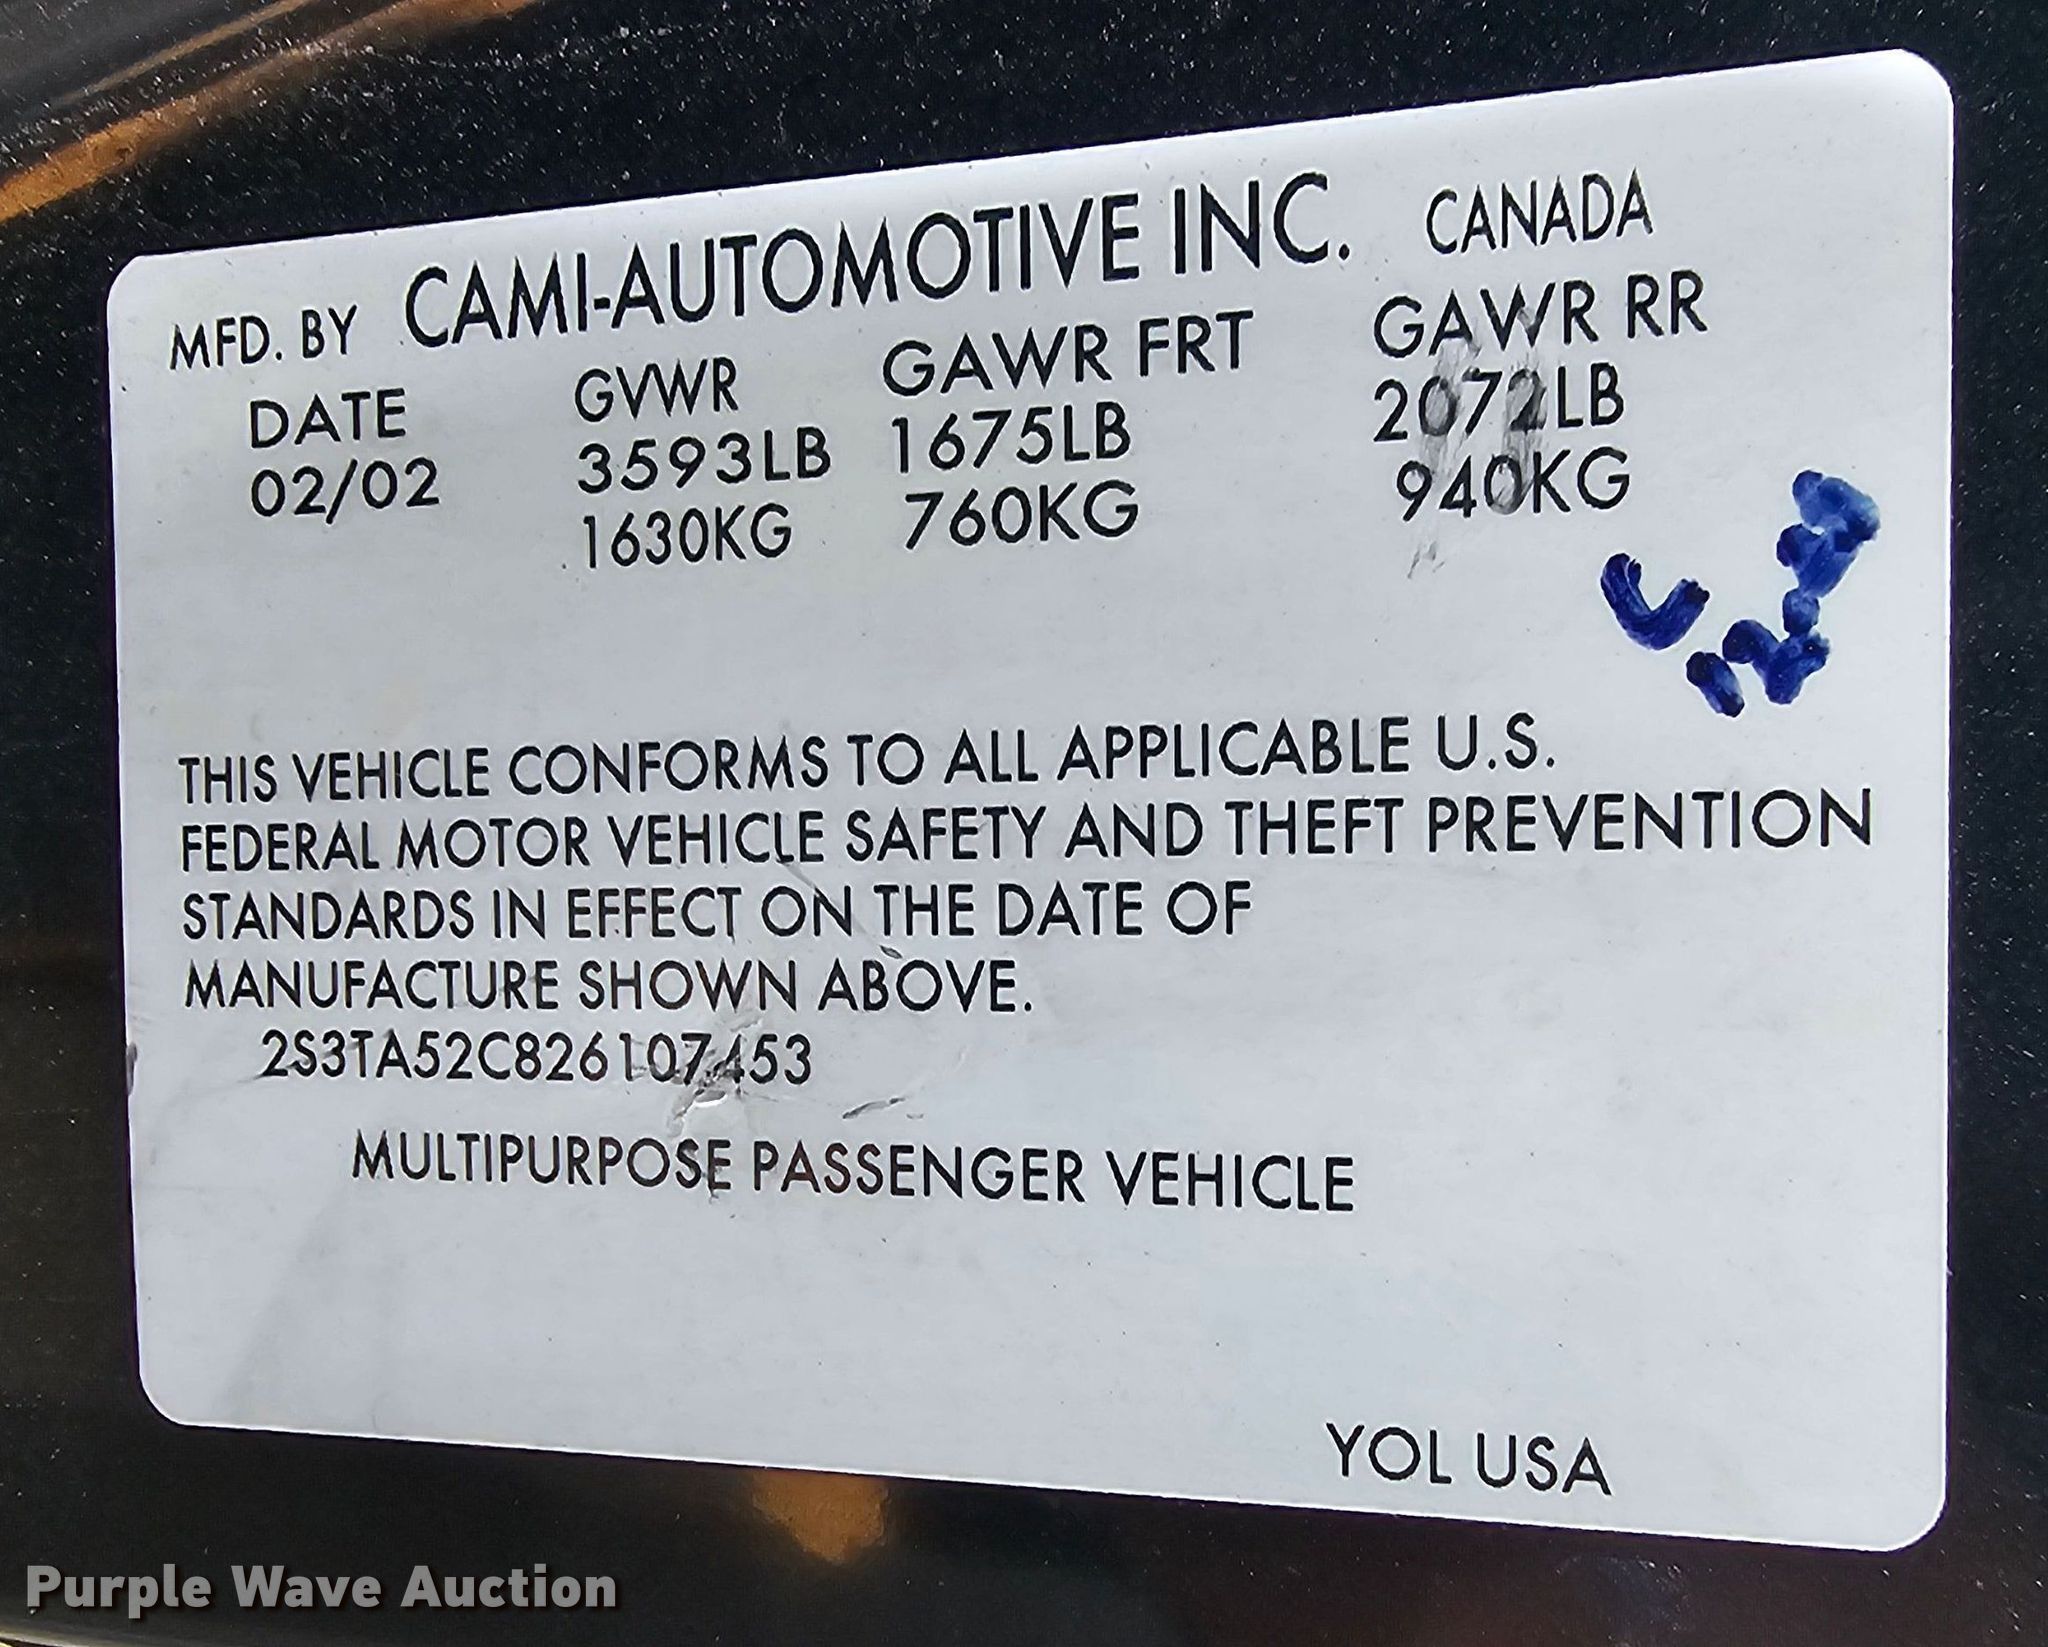 MFD. BY CAMI-AUTOMOTIVE INC. CANADA
DATE GVWR GAWR FRT GAWR RR
02/02 3593LB 1675LB 2072LB
1630KG 760KG 940KG
THIS VEHICLE CONFORMS TO ALL APPLICABLE U.S.
FEDERAL MOTOR VEHICLE SAFETY AND THEFT PREVENTION
STANDARDS IN EFFECT ON THE DATE OF
MANUFACTURE SHOWN ABOVE.
2S3TA52C826107453
MULTIPURPOSE PASSENGER VEHICLE
YOL USA
Purple Wave Auction